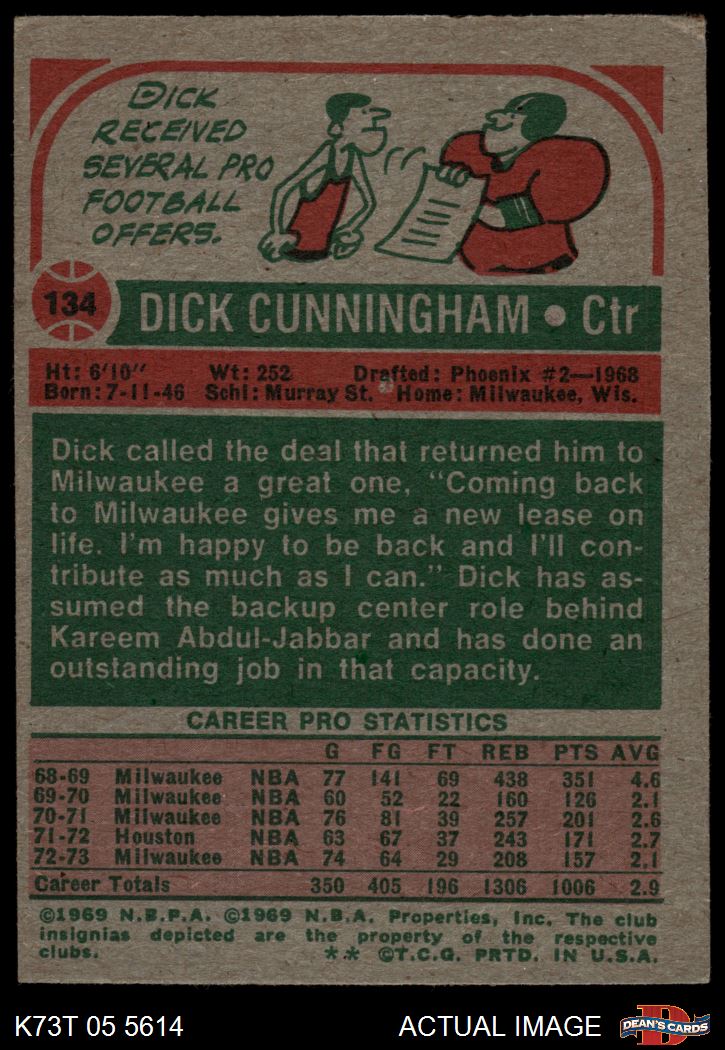 DICK
RECEIVED
SEVERAL PRO
FOOTBALL
OFFERS.
134
DICK CUNNINGHAM • Ctr
Ht: 6'10" Wt: 252 Drafted: Phoenix #2—1968
Born: 7-11-46 Schl: Murray St. Home: Milwaukee, Wis.
Dick called the deal that returned him to
Milwaukee a great one, "Coming back
to Milwaukee gives me a new lease on
life. I'm happy to be back and I'll con-
tribute as much as I can." Dick has as-
sumed the backup center role behind
Kareem Abdul-Jabbar and has done an
outstanding job in that capacity.
CAREER PRO STATISTICS
G FG FT REB PTS AVG
68-69 Milwaukee NBA 77 141 69 438 351 4.6
69-70 Milwaukee NBA 60 52 22 160 126 2.1
70-71 Milwaukee NBA 76 81 39 257 201 2.6
71-72 Houston NBA 63 67 37 243 171 2.7
72-73 Milwaukee NBA 74 64 29 208 157 2.1
Career Totals 350 405 196 1306 1006 2.9
©1969 N.B.P.A. ©1969 N.B.A. Properties, Inc. The club
insignias depicted are the property of the respective
clubs. ** ©T.C.G. PRTD. IN U.S.A.
K73T 05 5614 ACTUAL IMAGE DEAN'S CARDS